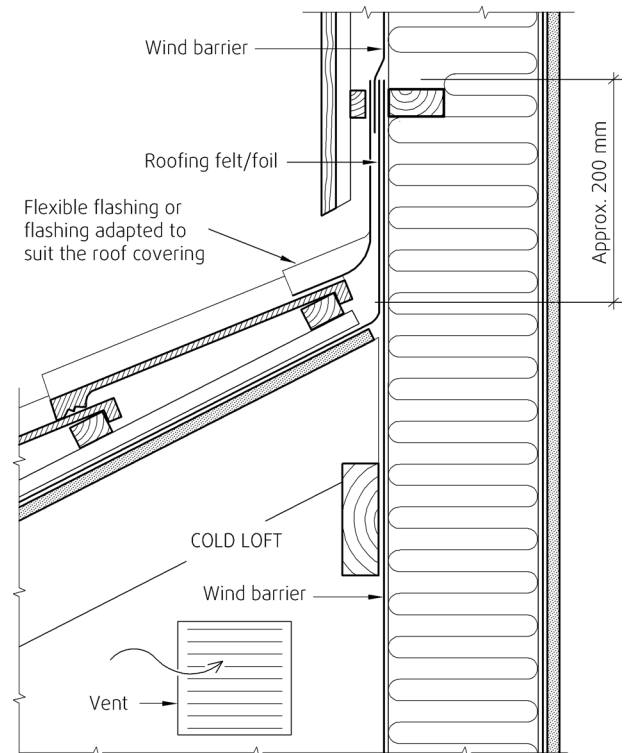 Wind barrier
Roofing felt/foil
Approx. 200 mm
Flexible flashing or
flashing adapted to
suit the roof covering
COLD LOFT
Wind barrier
Vent